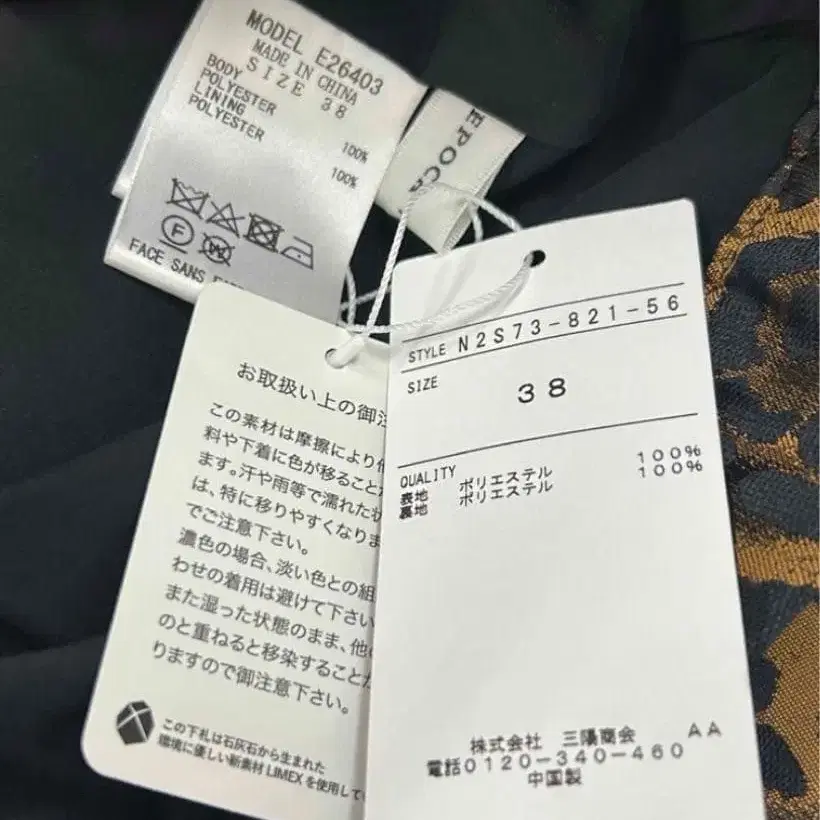 MODEL E26403
MADE IN CHINA
SIZE 38
BODY
POLYESTER 100%
LINING
POLYESTER 100%
F
W
FACE SANS
EPOCA
STYLE N2S73-821-56
SIZE
38
QUALITY
表地 ポリエステル 100%
裏地 ポリエステル 100%
株式会社 三陽商会 AA
電話0120-340-460
中国製
お取扱い上の御注
この素材は摩擦により他
料や下着に色が移ること
ます。汗や雨等で濡れた状
は、特に移りやすくなりま
でご注意下さい。
濃色の場合、淡い色との組
わせの着用は避けて下さい
また湿った状態のまま、他の
のと重ねると移染すること
りますので御注意下さい。
この下札は石灰石から生まれた
環境に優しい新素材 LIMEX を使用して